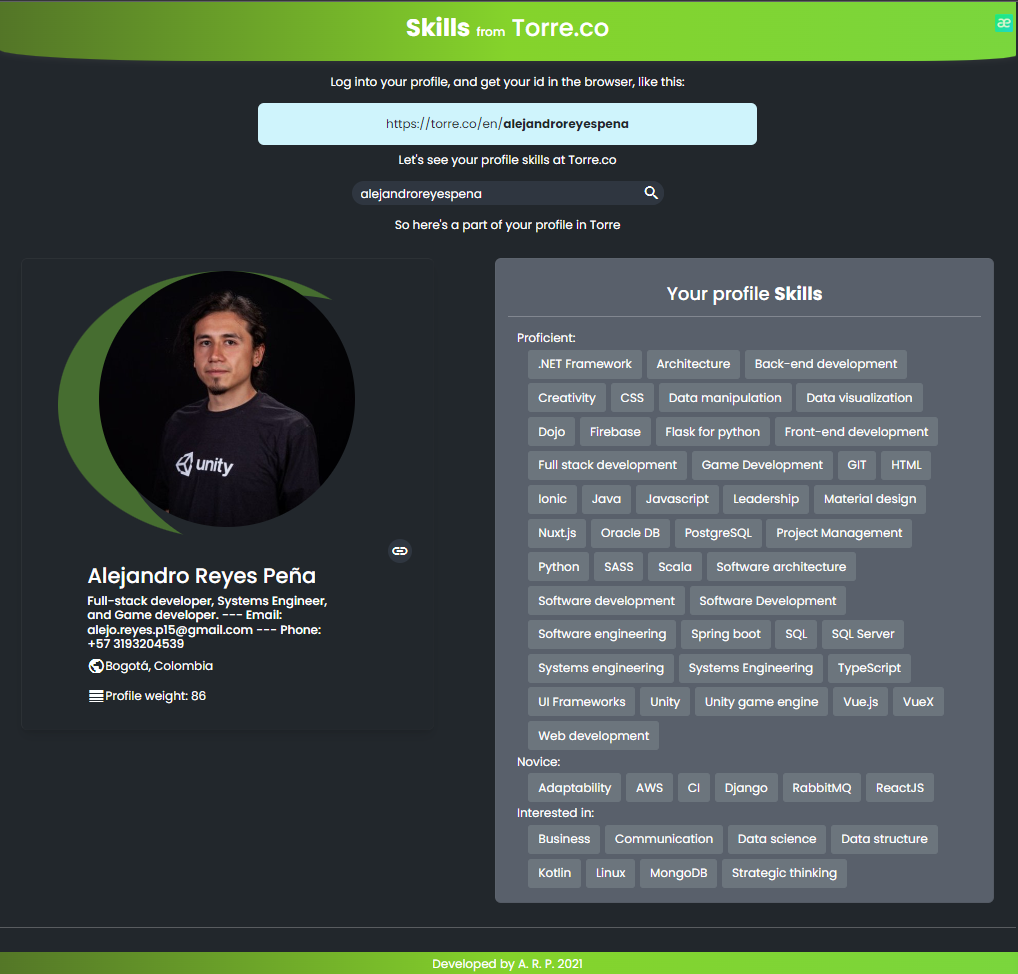 Skills from Torre.co
æ
Log into your profile, and get your id in the browser, like this:
https://torre.co/en/alejandroreyespena
Let's see your profile skills at Torre.co
alejandroreyespena
So here's a part of your profile in Torre
unity
Alejandro Reyes Peña
Full-stack developer, Systems Engineer,
and Game developer. --- Email:
alejo.reyes.p15@gmail.com --- Phone:
+57 3193204539
Bogotá, Colombia
Profile weight: 86
Your profile Skills
Proficient:
.NET Framework Architecture Back-end development
Creativity CSS Data manipulation Data visualization
Dojo Firebase Flask for python Front-end development
Full stack development Game Development GIT HTML
Ionic Java Javascript Leadership Material design
Nuxt.js Oracle DB PostgreSQL Project Management
Python SASS Scala Software architecture
Software development Software Development
Software engineering Spring boot SQL SQL Server
Systems engineering Systems Engineering TypeScript
UI Frameworks Unity Unity game engine Vue.js VueX
Web development
Novice:
Adaptability AWS CI Django RabbitMQ ReactJS
Interested in:
Business Communication Data science Data structure
Kotlin Linux MongoDB Strategic thinking
Developed by A. R. P. 2021